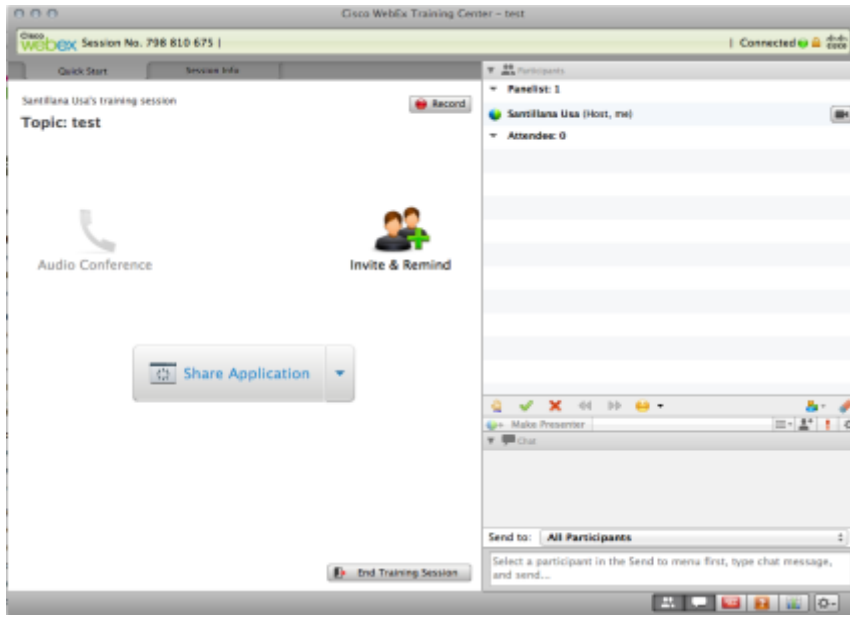 Cisco WebEx Training Center - test
Cisco
webex Session No. 798 810 675 |
| Connected
cisco
Quick Start
Session Info
Participants
Panelist: 1
Santillana Usa's training session
Record
Santillana Usa (Host, me)
Topic: test
Attendee: 0
Audio Conference
Invite & Remind
Share Application
Make Presenter
Chat
Send to: All Participants
Select a participant in the Send to menu first, type chat message,
and send...
End Training Session